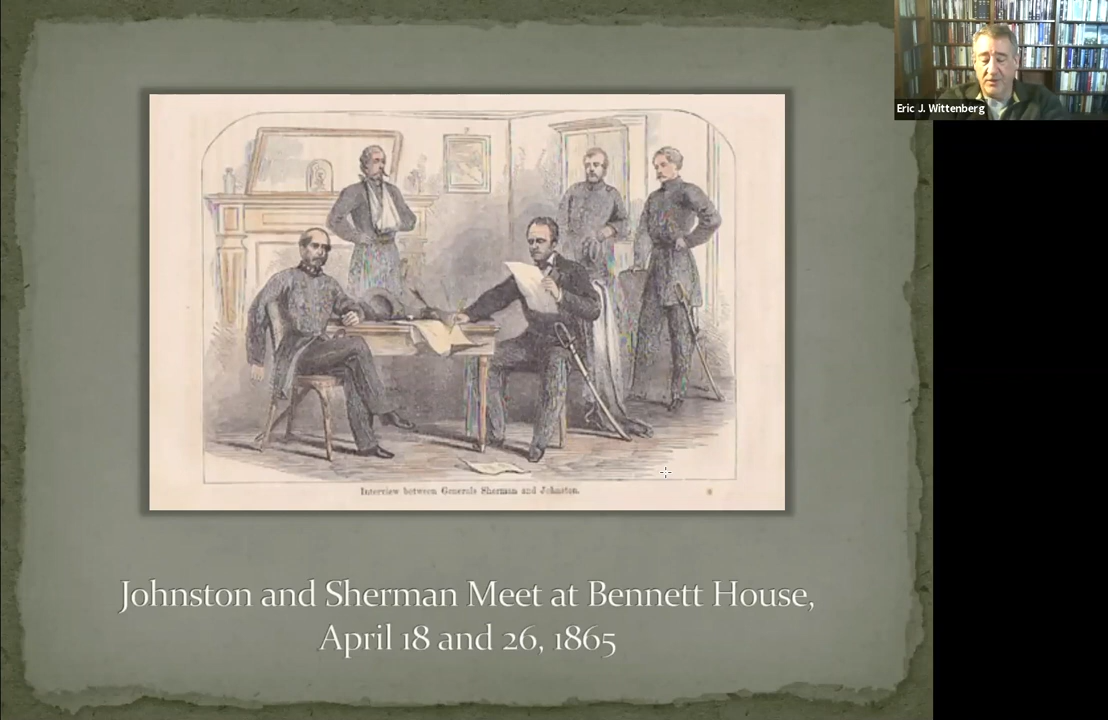 Eric J. Wittenberg
Interview between Generals Sherman and Johnston.
Johnston and Sherman Meet at Bennett House,
April 18 and 26, 1865